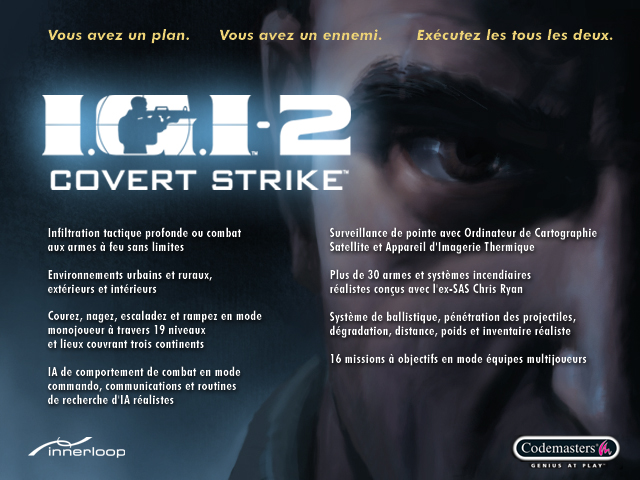 Vous avez un plan. Vous avez un ennemi. Exécutez les tous les deux.
I.G.I-2™
COVERT STRIKE™
Infiltration tactique profonde ou combat
aux armes à feu sans limites
Environnements urbains et ruraux,
extérieurs et intérieurs
Courez, nagez, escaladez et rampez en mode
monojoueur à travers 19 niveaux
et lieux couvrant trois continents
IA de comportement de combat en mode
commando, communications et routines
de recherche d'IA réalistes
Surveillance de pointe avec Ordinateur de Cartographie
Satellite et Appareil d'Imagerie Thermique
Plus de 30 armes et systèmes incendiaires
réalistes conçus avec l'ex-SAS Chris Ryan
Système de ballistique, pénétration des projectiles,
dégradation, distance, poids et inventaire réaliste
16 missions à objectifs en mode équipes multijoueurs
innerloop
Codemasters®
GENIUS AT PLAY™